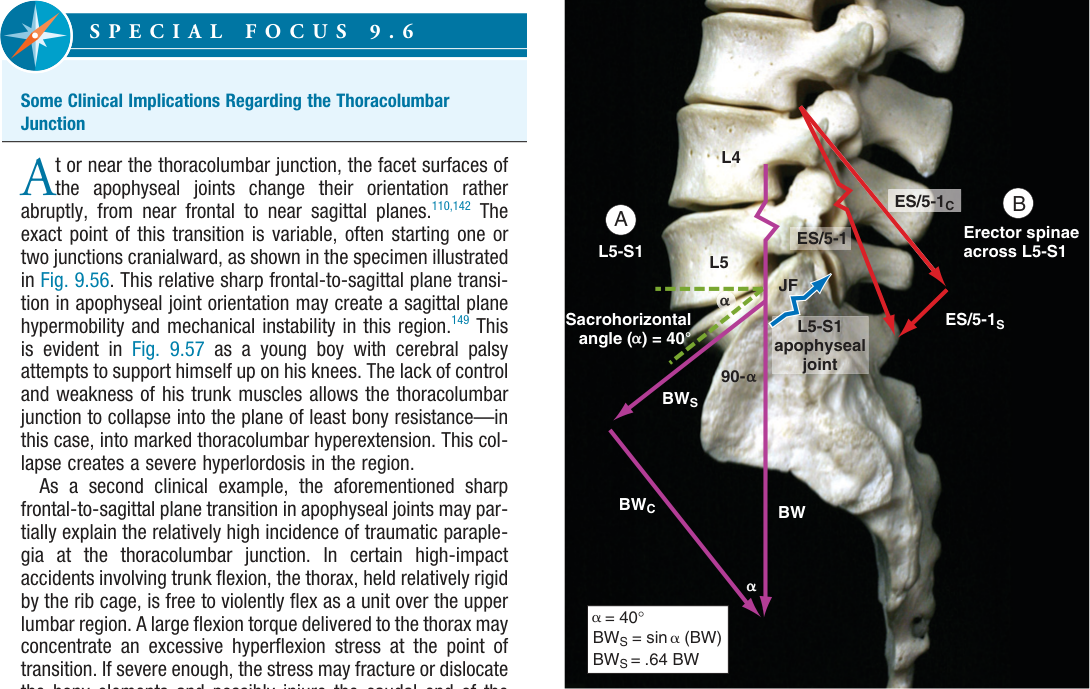 SPECIAL FOCUS 9.6
Some Clinical Implications Regarding the Thoracolumbar
Junction
At or near the thoracolumbar junction, the facet surfaces of
the apophyseal joints change their orientation rather
abruptly, from near frontal to near sagittal planes.110,142 The
exact point of this transition is variable, often starting one or
two junctions cranialward, as shown in the specimen illustrated
in Fig. 9.56. This relative sharp frontal-to-sagittal plane transi-
tion in apophyseal joint orientation may create a sagittal plane
hypermobility and mechanical instability in this region.149 This
is evident in Fig. 9.57 as a young boy with cerebral palsy
attempts to support himself up on his knees. The lack of control
and weakness of his trunk muscles allows the thoracolumbar
junction to collapse into the plane of least bony resistance—in
this case, into marked thoracolumbar hyperextension. This col-
lapse creates a severe hyperlordosis in the region.
As a second clinical example, the aforementioned sharp
frontal-to-sagittal plane transition in apophyseal joints may par-
tially explain the relatively high incidence of traumatic paraple-
gia at the thoracolumbar junction. In certain high-impact
accidents involving trunk flexion, the thorax, held relatively rigid
by the rib cage, is free to violently flex as a unit over the upper
lumbar region. A large flexion torque delivered to the thorax may
concentrate an excessive hyperflexion stress at the point of
transition. If severe enough, the stress may fracture or dislocate
the bony elements and possibly injure the caudal end of the
L4
A
L5-S1
ES/5-1C
B
Erector spinae
across L5-S1
ES/5-1
L5
JF
α
Sacrohorizontal
angle (α) = 40°
L5-S1
apophyseal
joint
ES/5-1S
90-α
BWS
BWC
BW
α
α = 40°
BWS = sin α (BW)
BWS = .64 BW